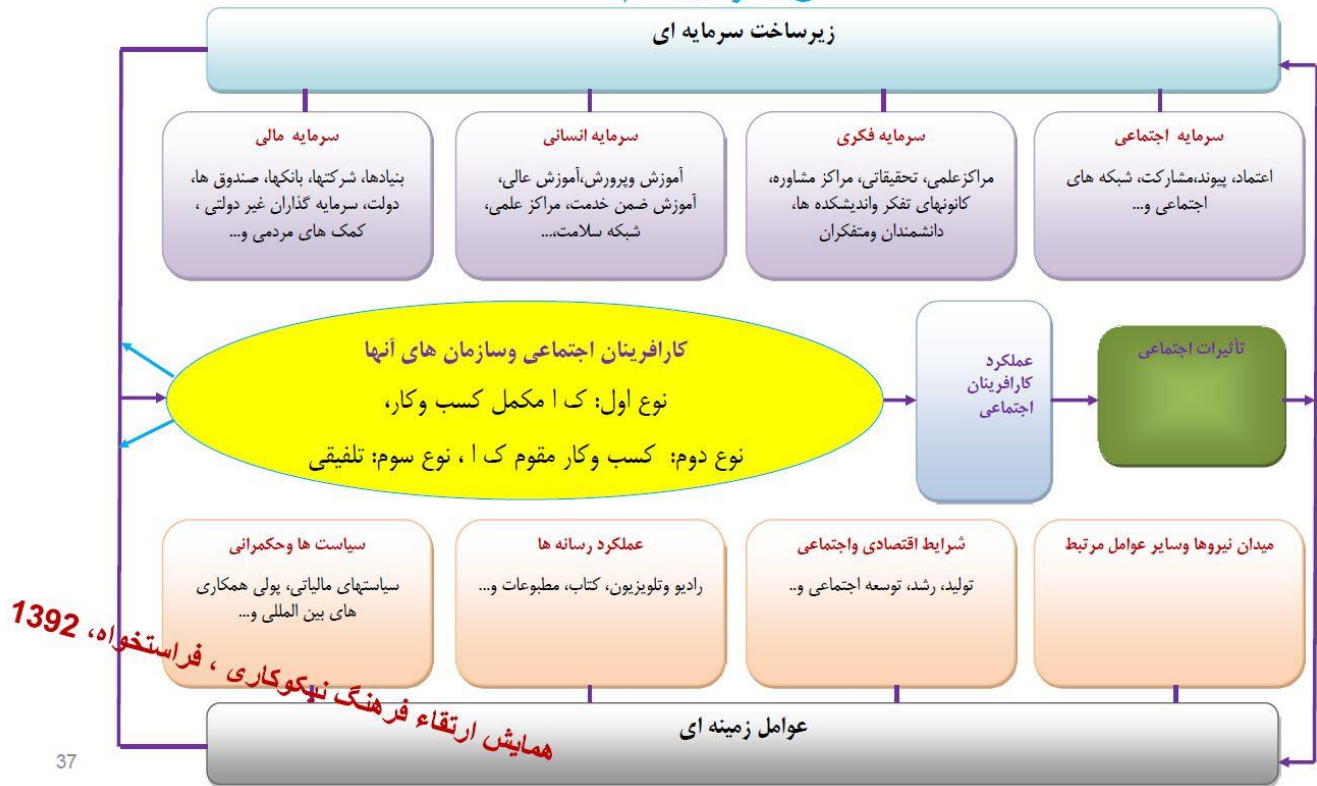 زیرساخت سرمایه ای
سرمایه اجتماعی
اعتماد، پیوند،مشارکت، شبکه های
اجتماعی و...
سرمایه فکری
مراکزعلمی، تحقیقاتی، مراکز مشاوره،
کانونهای تفکر واندیشکده ها،
دانشمندان ومتفکران
سرمایه انسانی
آموزش وپرورش،آموزش عالی،
آموزش ضمن خدمت، مراکز علمی،
شبکه سلامت،...
سرمایه مالی
بنیادها، شرکتها، بانکها، صندوق ها،
دولت، سرمایه گذاران غیر دولتی ،
کمک های مردمی و...
تأثیرات اجتماعی
عملکرد
کارافرینان
اجتماعی
کارافرینان اجتماعی وسازمان های آنها
نوع اول: ک ا مکمل کسب وکار،
نوع دوم: کسب وکار مقوم ک ا ، نوع سوم: تلفیقی
میدان نیروها وسایر عوامل مرتبط
شرایط اقتصادی واجتماعی
تولید، رشد، توسعه اجتماعی و..
عملکرد رسانه ها
رادیو وتلویزیون، کتاب، مطبوعات و...
سیاست ها وحکمرانی
سیاستهای مالیاتی، پولی همکاری
های بین المللی و...
عوامل زمینه ای
همایش ارتقاء فرهنگ نیکوکاری ، فراستخواه، 1392
37